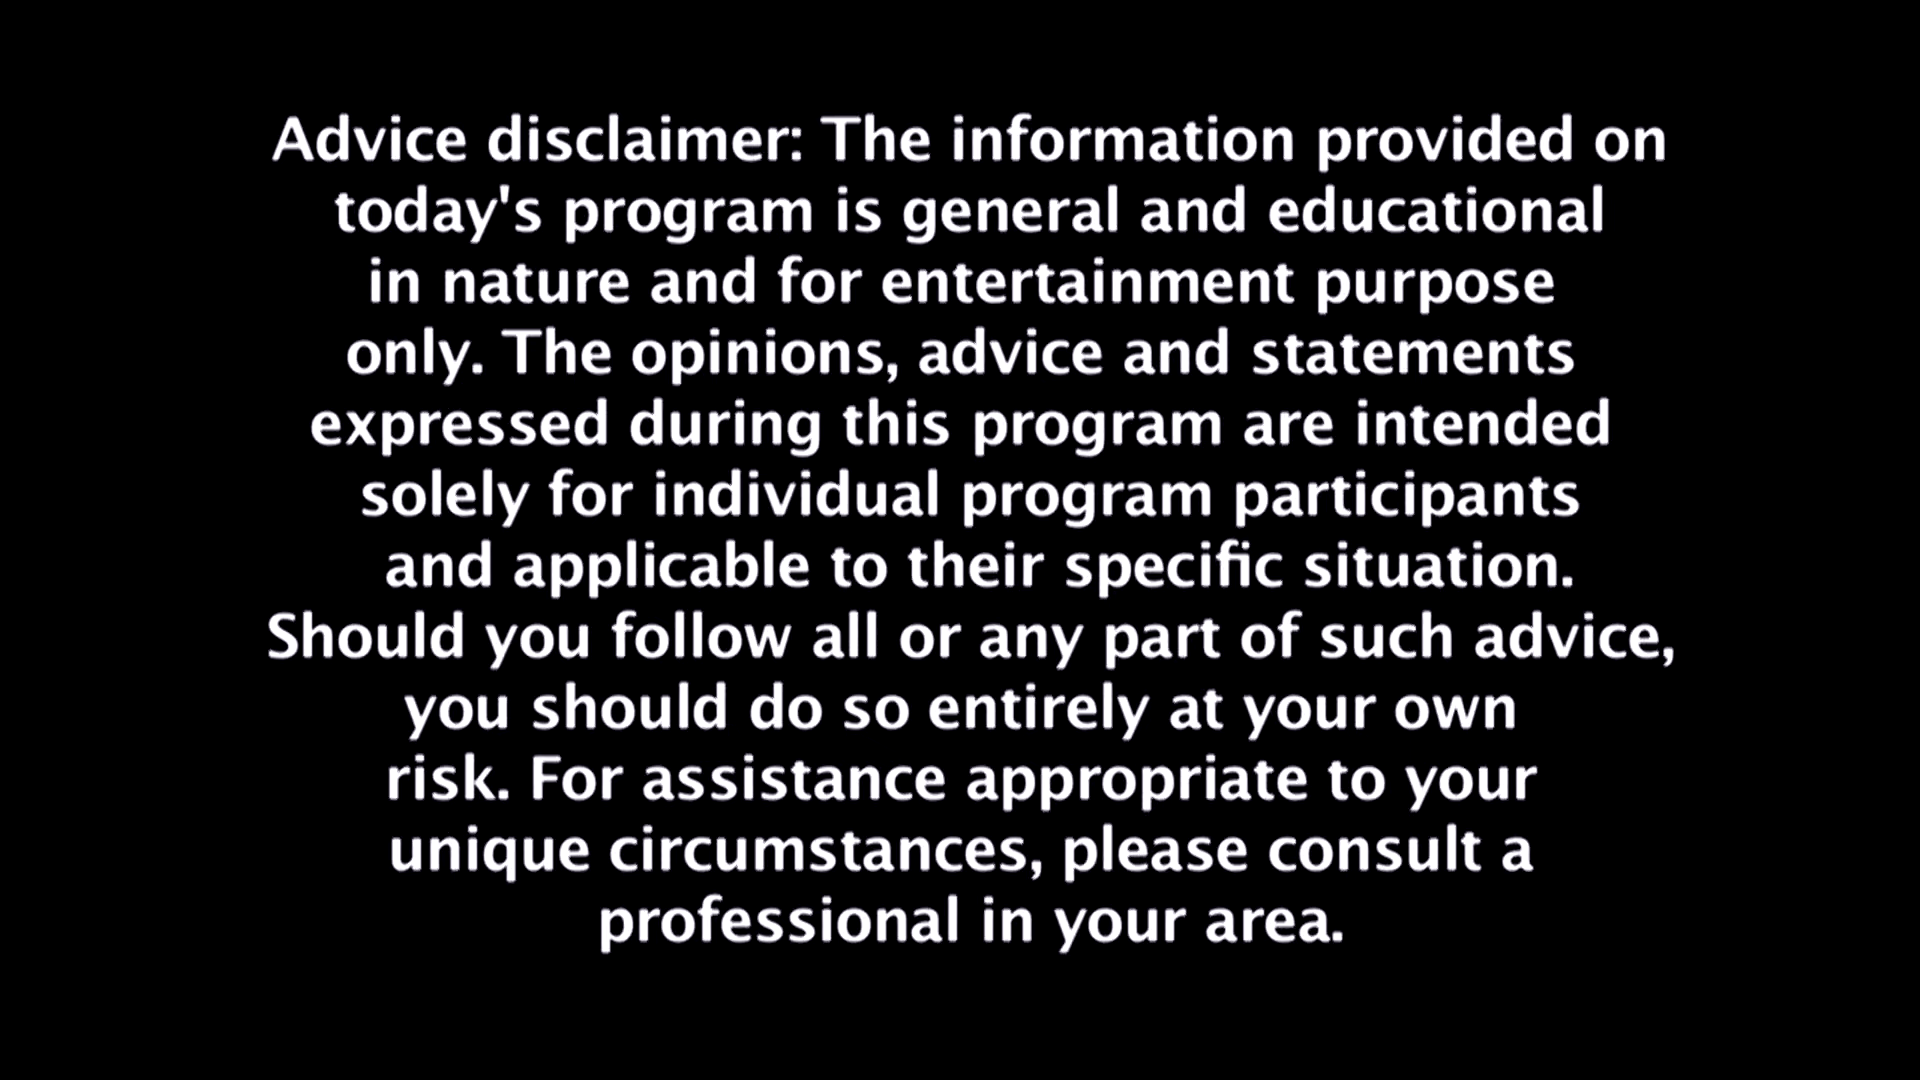 Advice disclaimer: The information provided on
today's program is general and educational
in nature and for entertainment purpose
only. The opinions, advice and statements
expressed during this program are intended
solely for individual program participants
and applicable to their specific situation.
Should you follow all or any part of such advice,
you should do so entirely at your own
risk. For assistance appropriate to your
unique circumstances, please consult a
professional in your area.